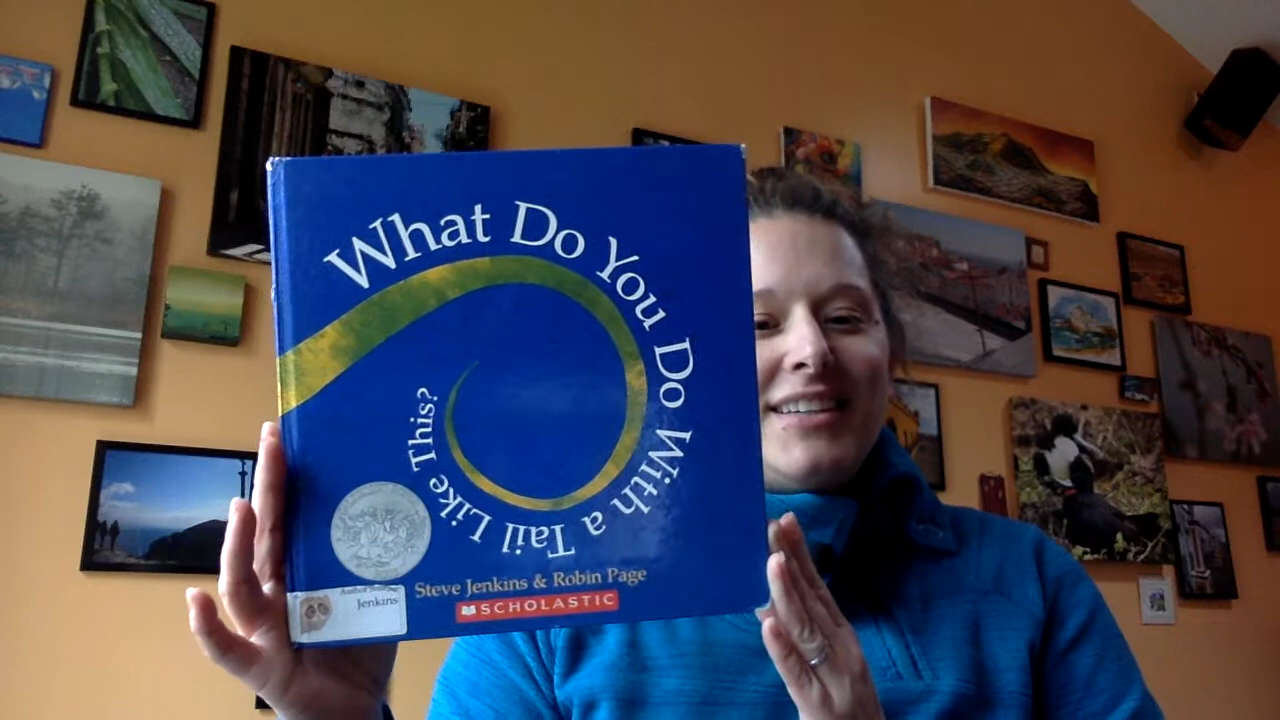 What Do You Do With a Tail Like This?
Steve Jenkins & Robin Page
SCHOLASTIC
Jenkins